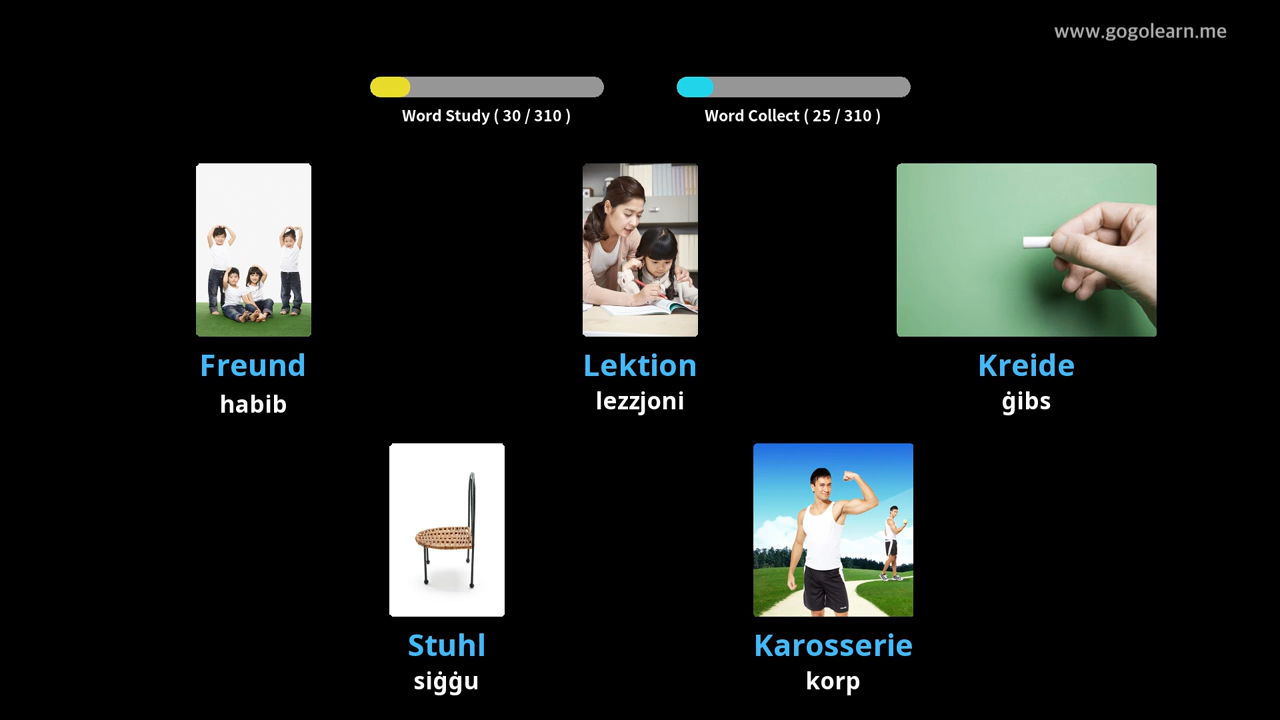 www.gogolearn.me
Word Study ( 30 / 310 )
Word Collect ( 25 / 310 )
Freund
habib
Lektion
lezzjoni
Kreide
ġibs
Stuhl
siġġu
Karosserie
korp